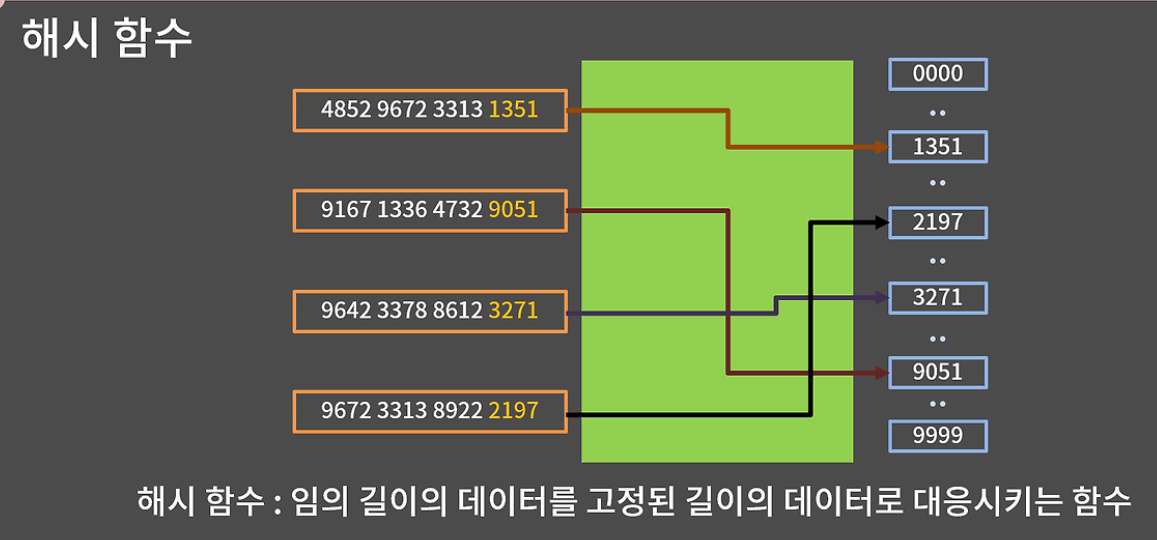 해시 함수
0000
4852 9672 3313 1351
..
1351
..
9167 1336 4732 9051
2197
..
9642 3378 8612 3271
3271
..
9051
..
9672 3313 8922 2197
9999
해시 함수 : 임의 길이의 데이터를 고정된 길이의 데이터로 대응시키는 함수